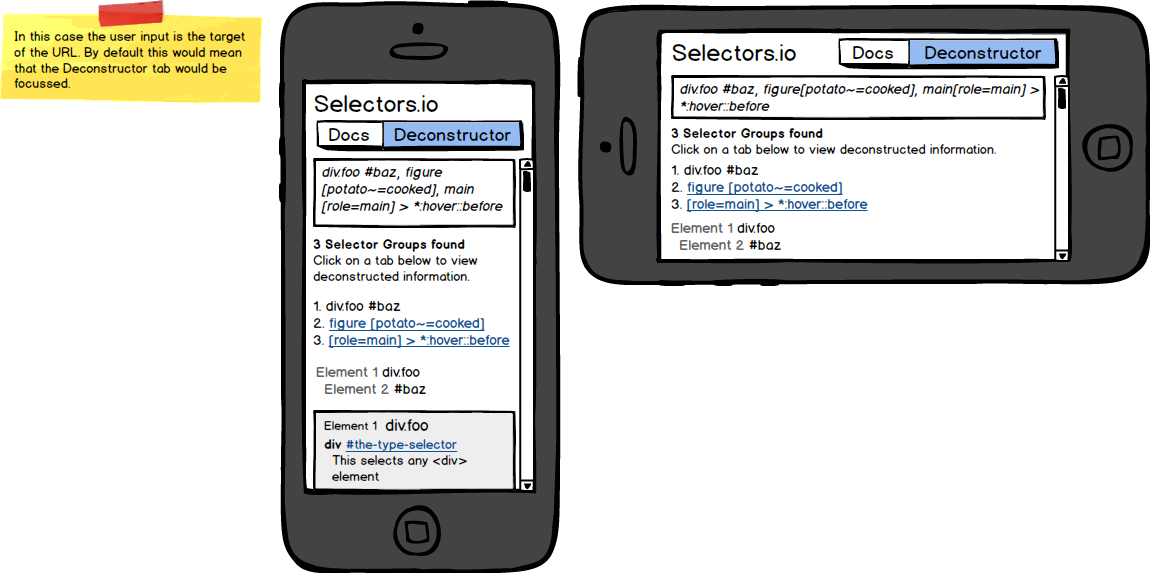 In this case the user input is the target
of the URL. By default this would mean
that the Deconstructor tab would be
focussed.
Selectors.io
Docs Deconstructor
div.foo #baz, figure
[potato~=cooked], main
[role=main] > *:hover::before
3 Selector Groups found
Click on a tab below to view
deconstructed information.
1. div.foo #baz
2. figure [potato~=cooked]
3. [role=main] > *:hover::before
Element 1 div.foo
Element 2 #baz
Element 1 div.foo
div #the-type-selector
This selects any <div>
element
Selectors.io Docs Deconstructor
div.foo #baz, figure[potato~=cooked], main[role=main] >
*:hover::before
3 Selector Groups found
Click on a tab below to view deconstructed information.
1. div.foo #baz
2. figure [potato~=cooked]
3. [role=main] > *:hover::before
Element 1 div.foo
Element 2 #baz